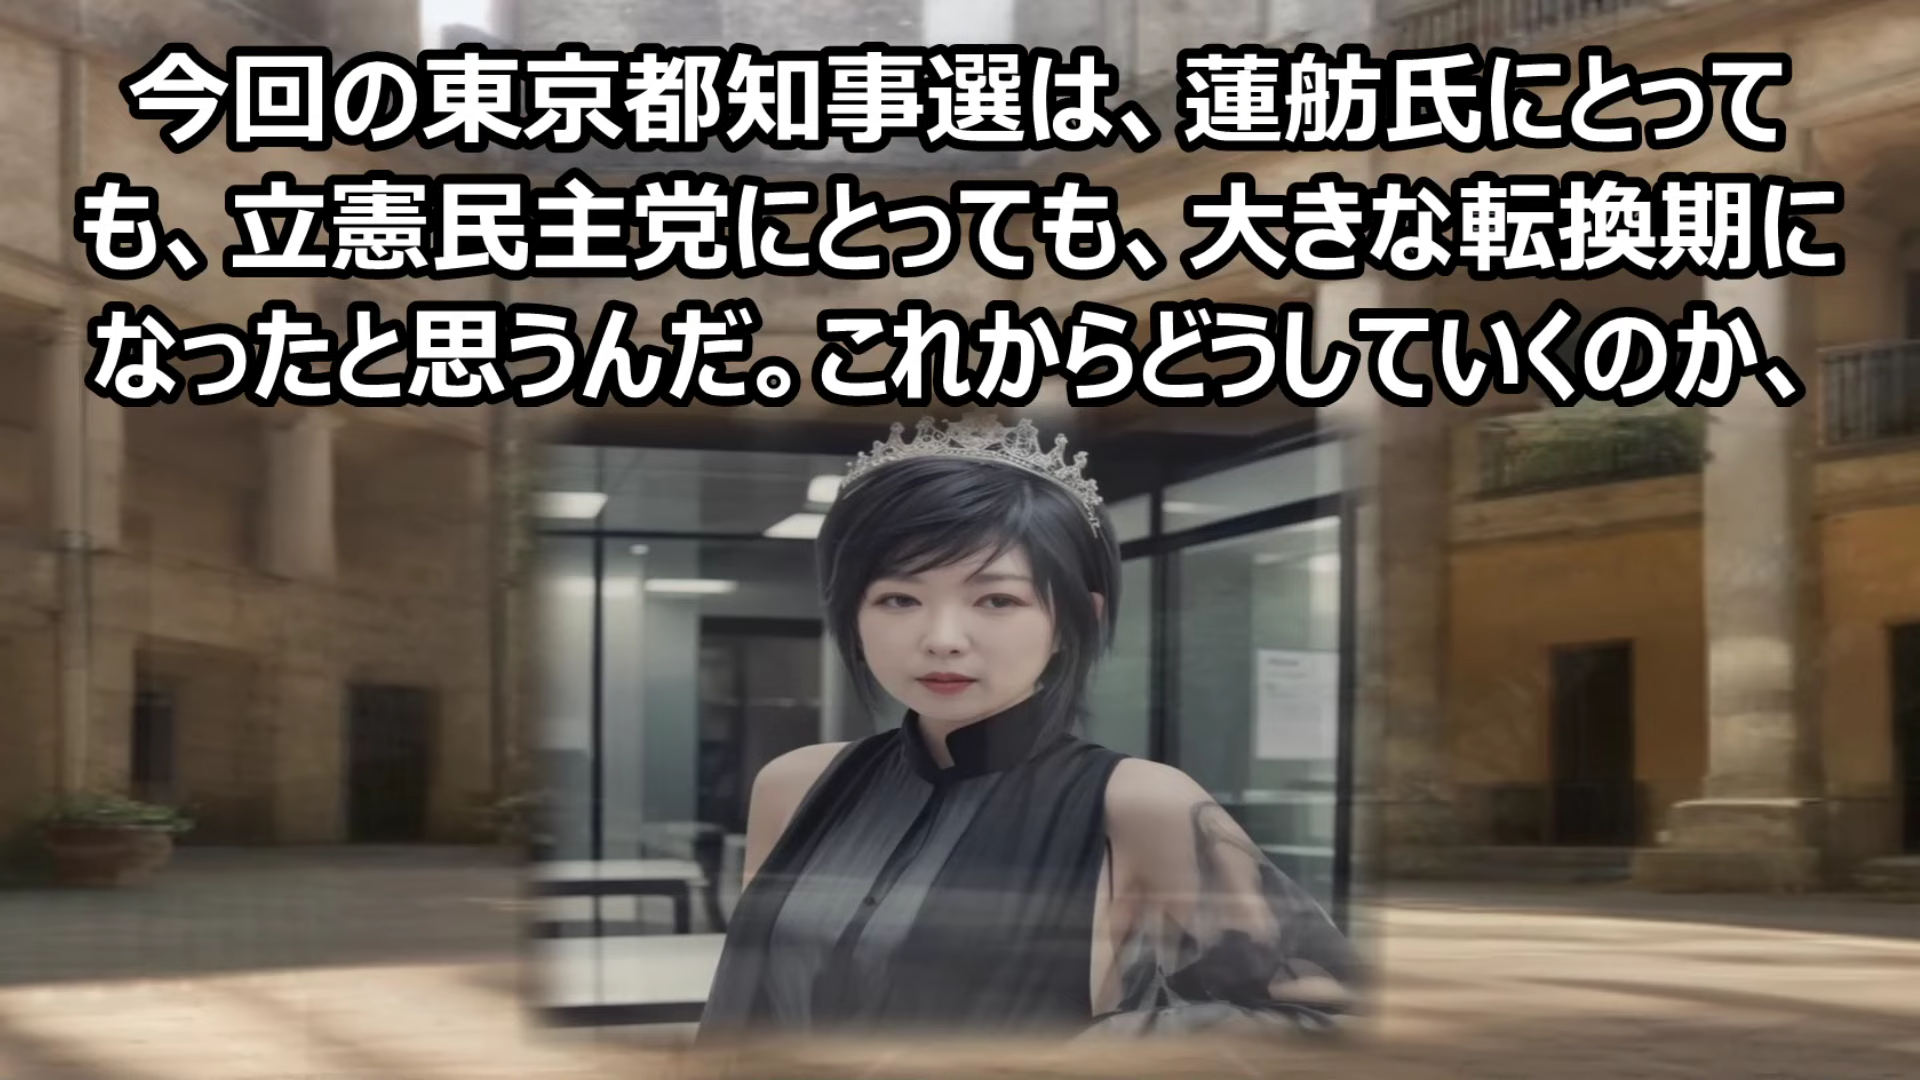 今回の東京都知事選は、蓮舫氏にとって
も、立憲民主党にとっても、大きな転換期に
なったと思うんだ。これからどうしていくのか、